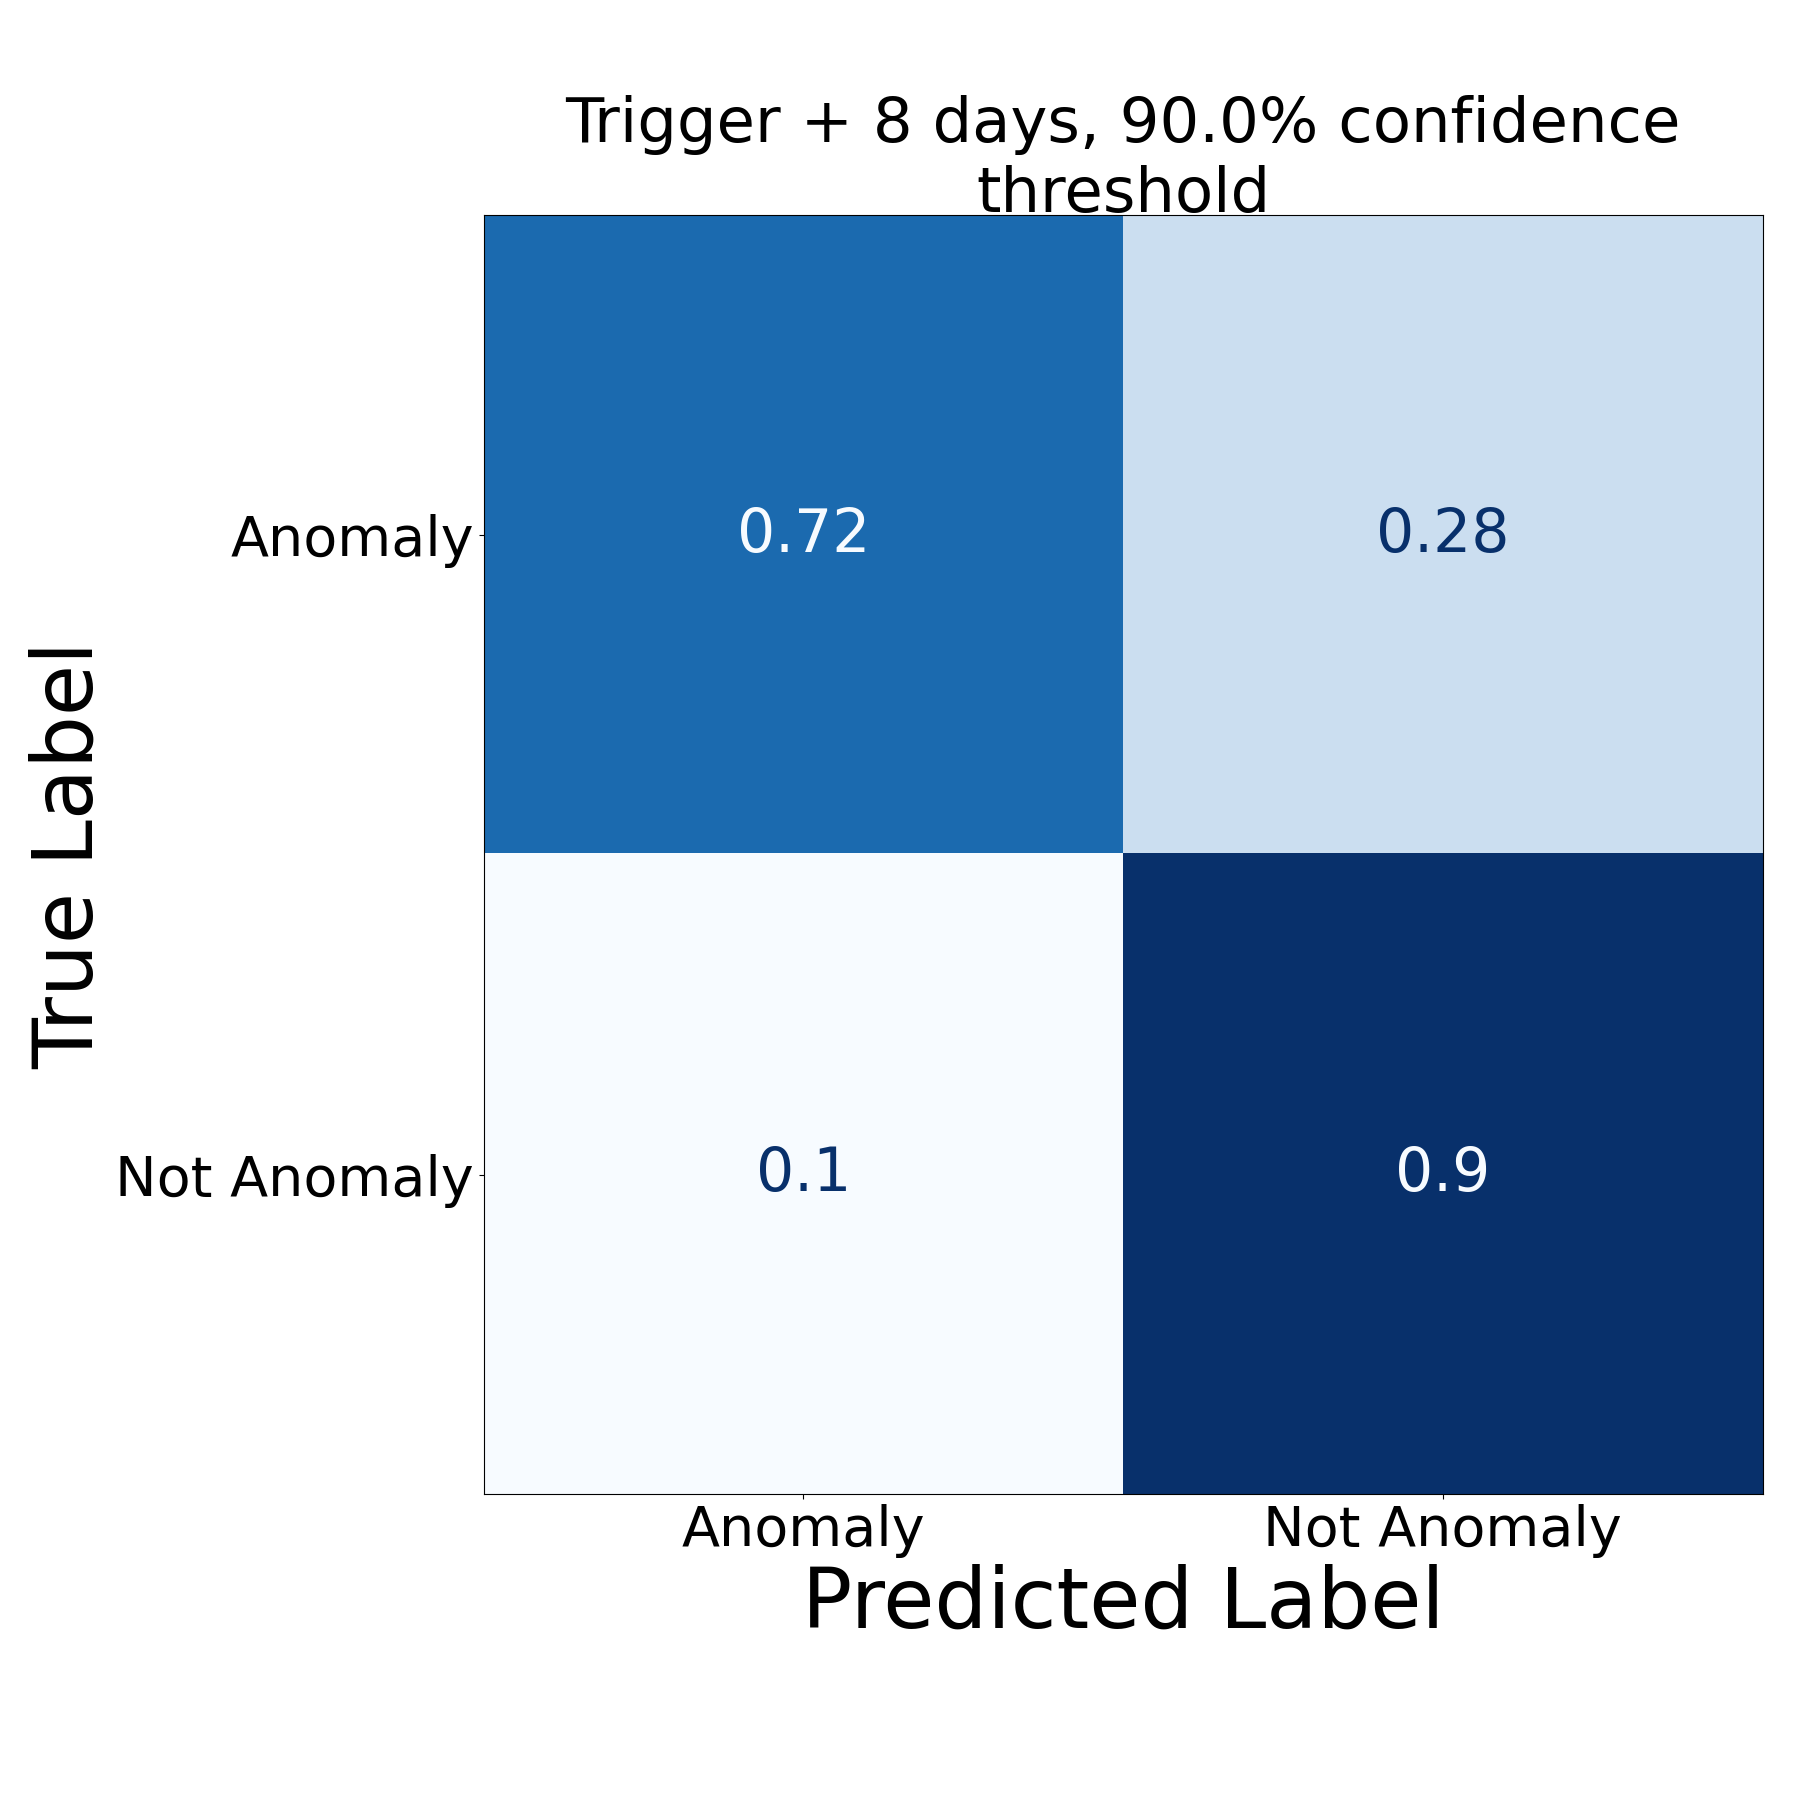 Trigger + 8 days, 90.0% confidence
threshold
True Label
Anomaly
0.72
0.28
Not Anomaly
0.1
0.9
Anomaly
Not Anomaly
Predicted Label